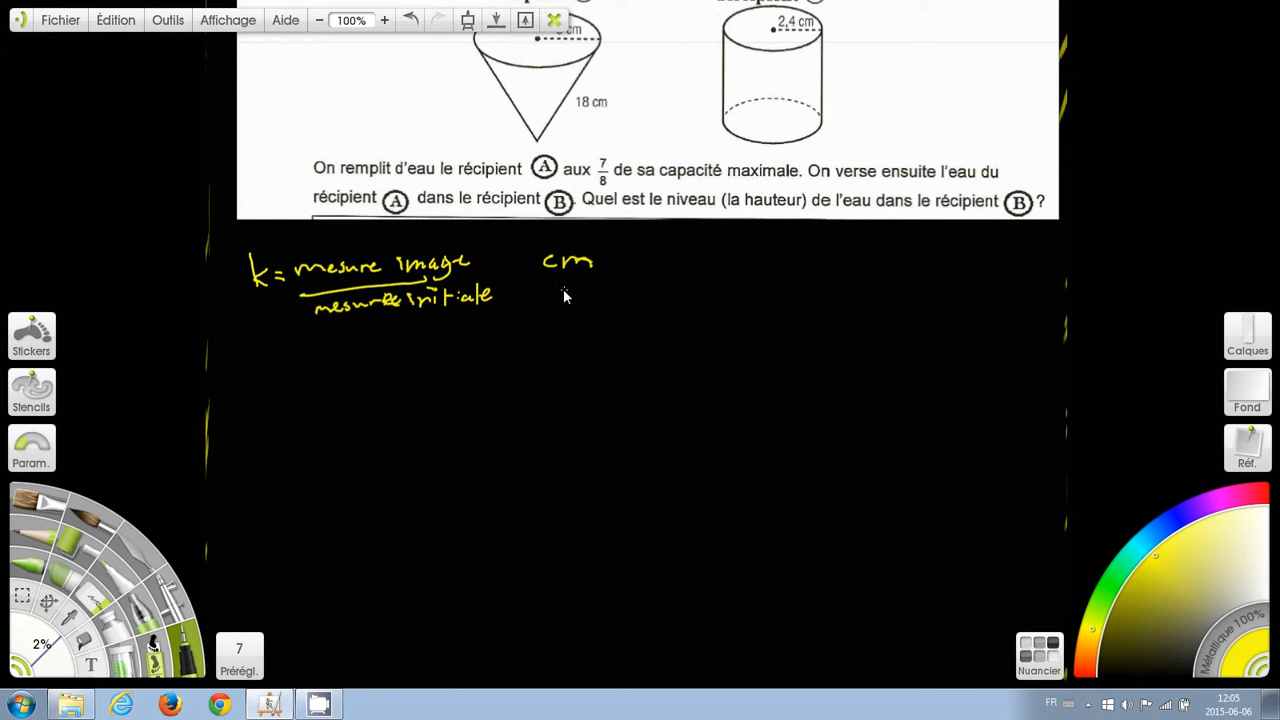 Fichier Édition Outils Affichage Aide − 100% +
2,4 cm
cm
18 cm
On remplit d'eau le récipient A aux 7/8 de sa capacité maximale. On verse ensuite l'eau du
récipient A dans le récipient B. Quel est le niveau (la hauteur) de l'eau dans le récipient B ?
k = mesure image cm
mesure initiale
Stickers
Stencils
Param.
Calques
Fond
Réf.
2%
T
7
Prérégl.
Nuancier
Métallique 100%
FR 12:05
2015-06-06